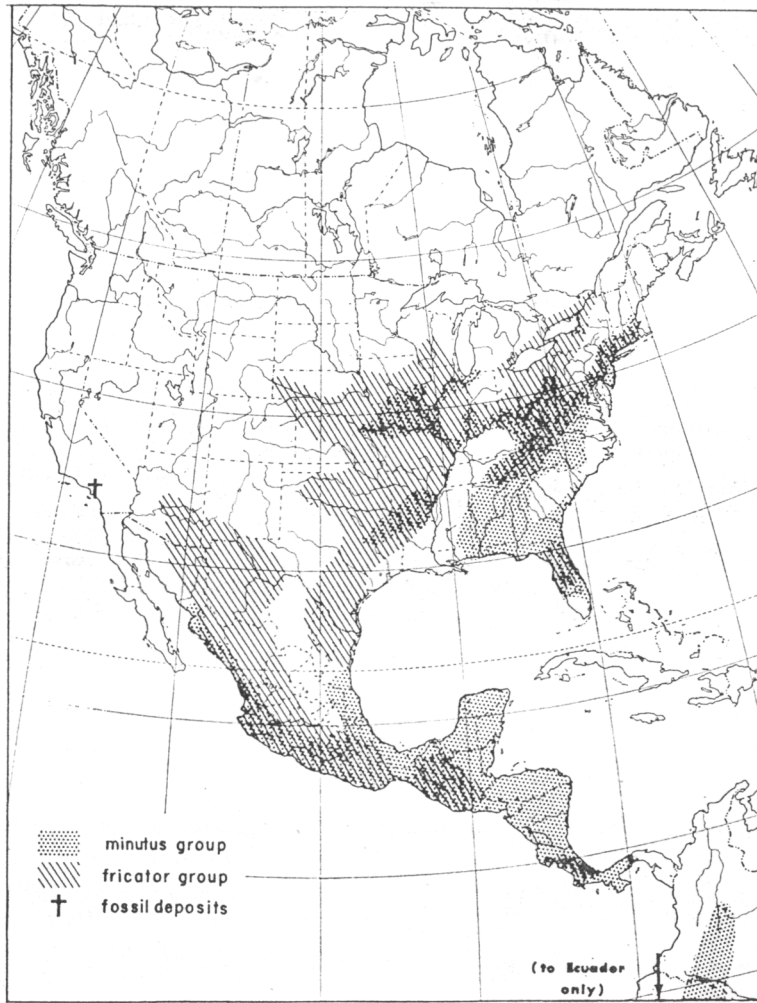 minutus group
fricator group
fossil deposits
(to Ecuador
only)